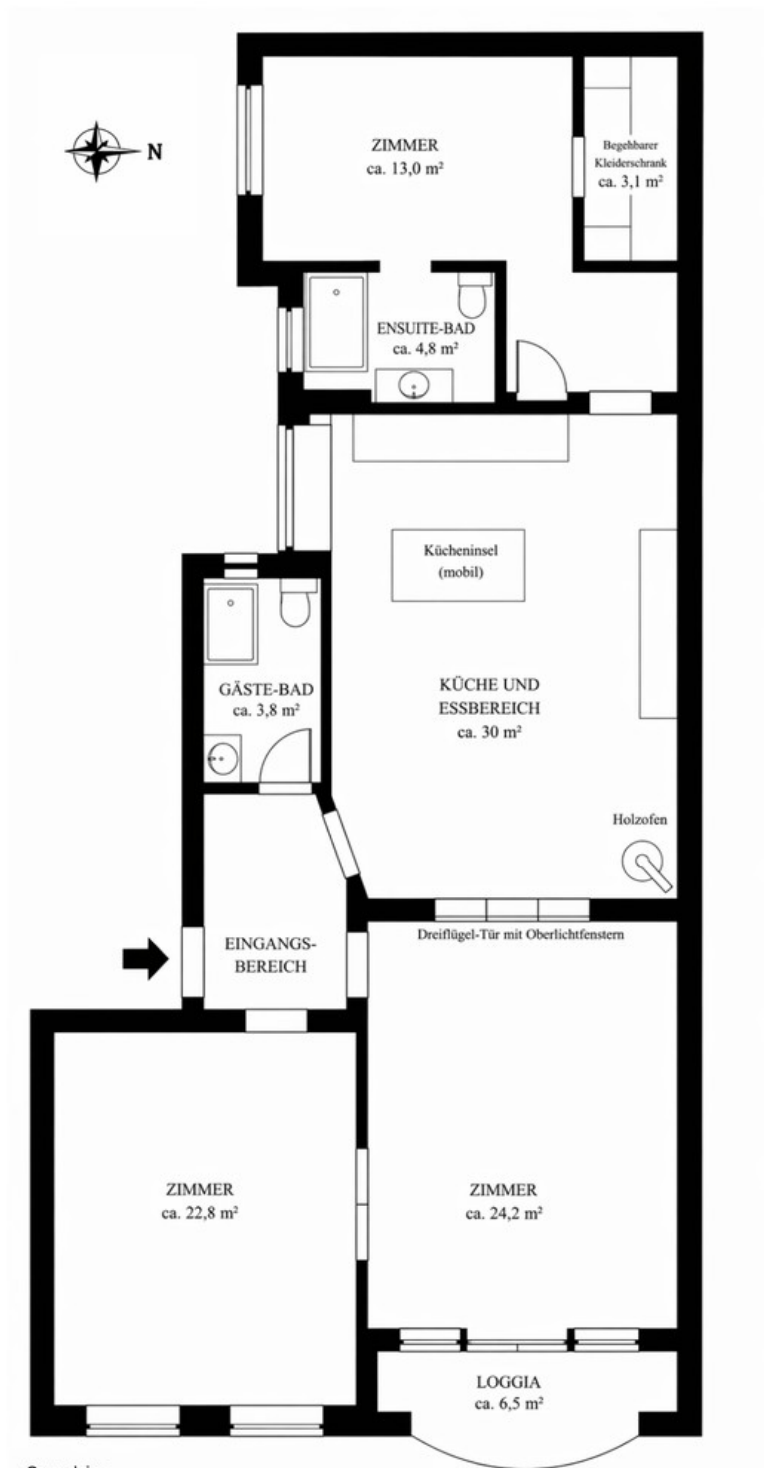 N
ZIMMER
ca. 13,0 m²
Begehbarer
Kleiderschrank
ca. 3,1 m²
ENSUITE-BAD
ca. 4,8 m²
Kücheninsel
(mobil)
GÄSTE-BAD
ca. 3,8 m²
KÜCHE UND
ESSBEREICH
ca. 30 m²
Holzofen
Dreiflügel-Tür mit Oberlichtfenstern
EINGANGS-
BEREICH
ZIMMER
ca. 22,8 m²
ZIMMER
ca. 24,2 m²
LOGGIA
ca. 6,5 m²